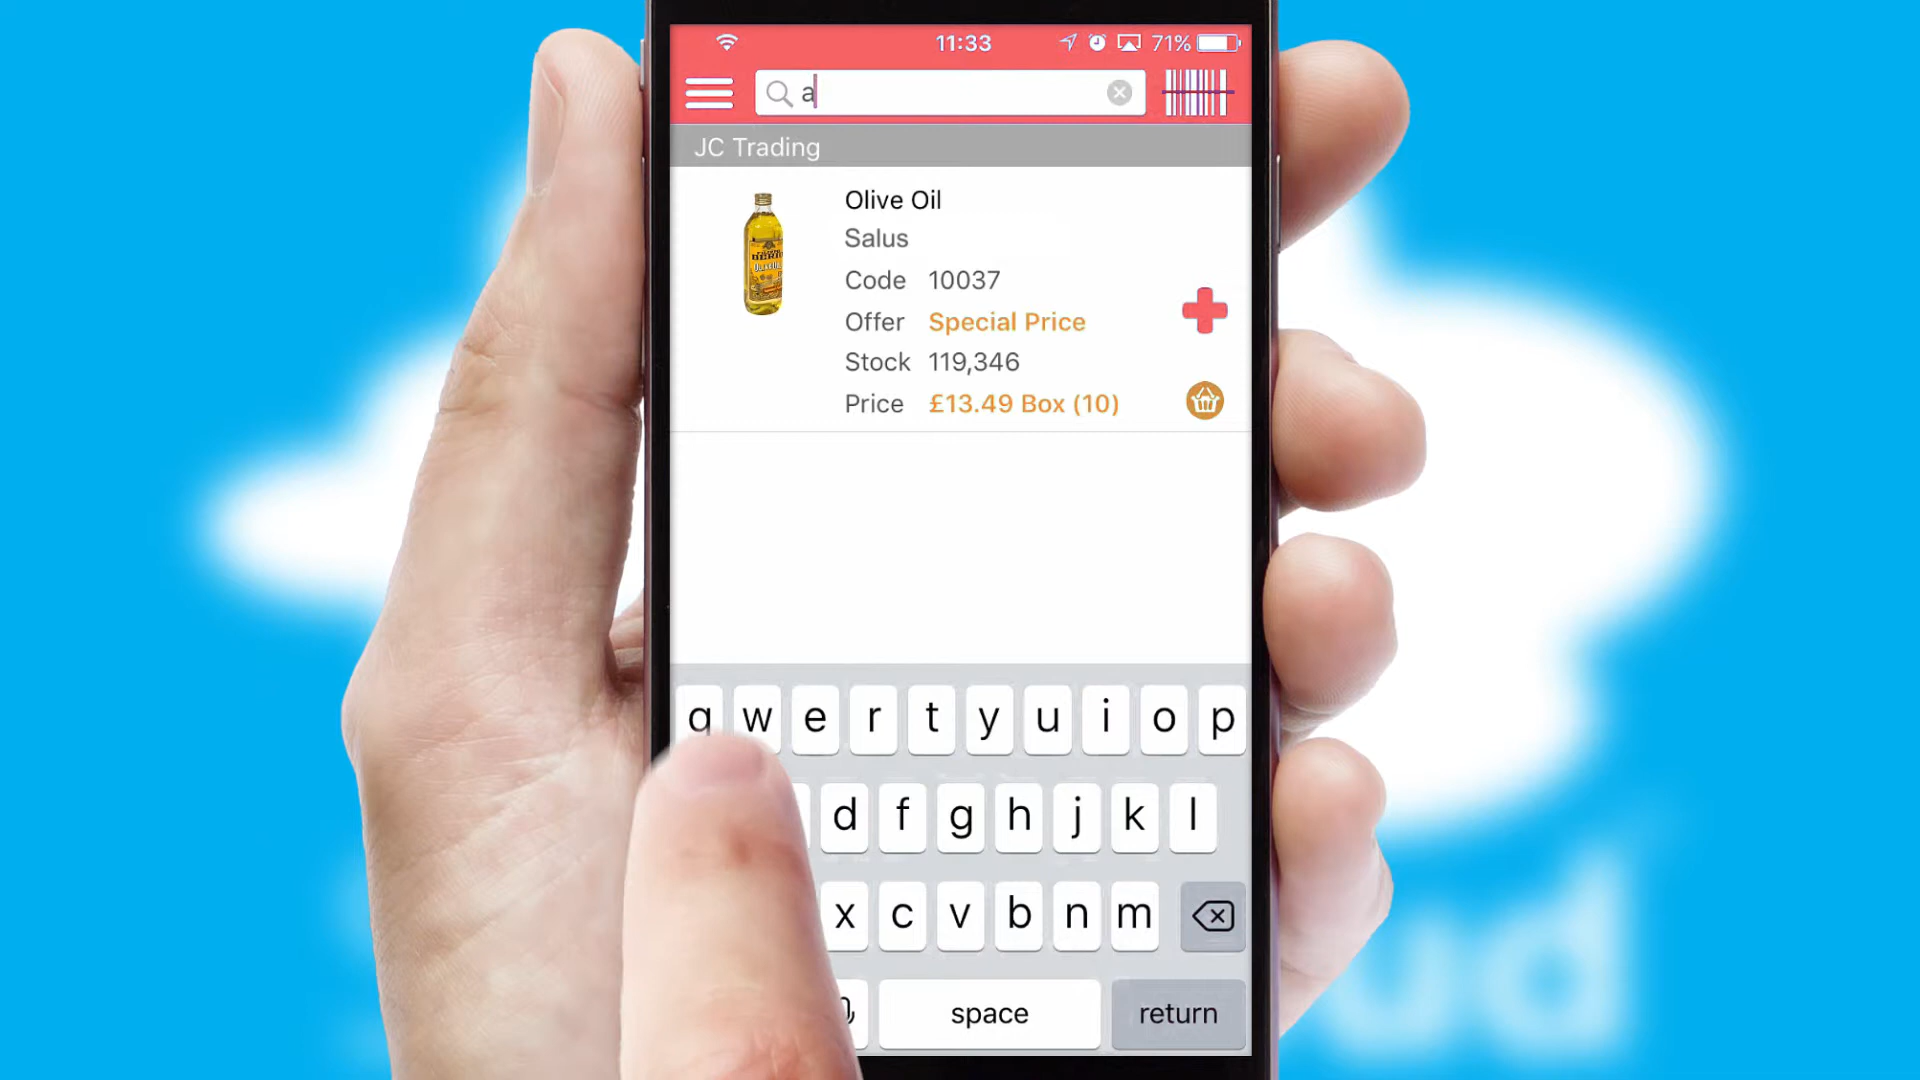 11:33 71%
a
JC Trading
Olive Oil
Salus
Code 10037
Offer Special Price
Stock 119,346
Price £13.49 Box (10)
q w e r t y u i o p
d f g h j k l
x c v b n m
space return
ud